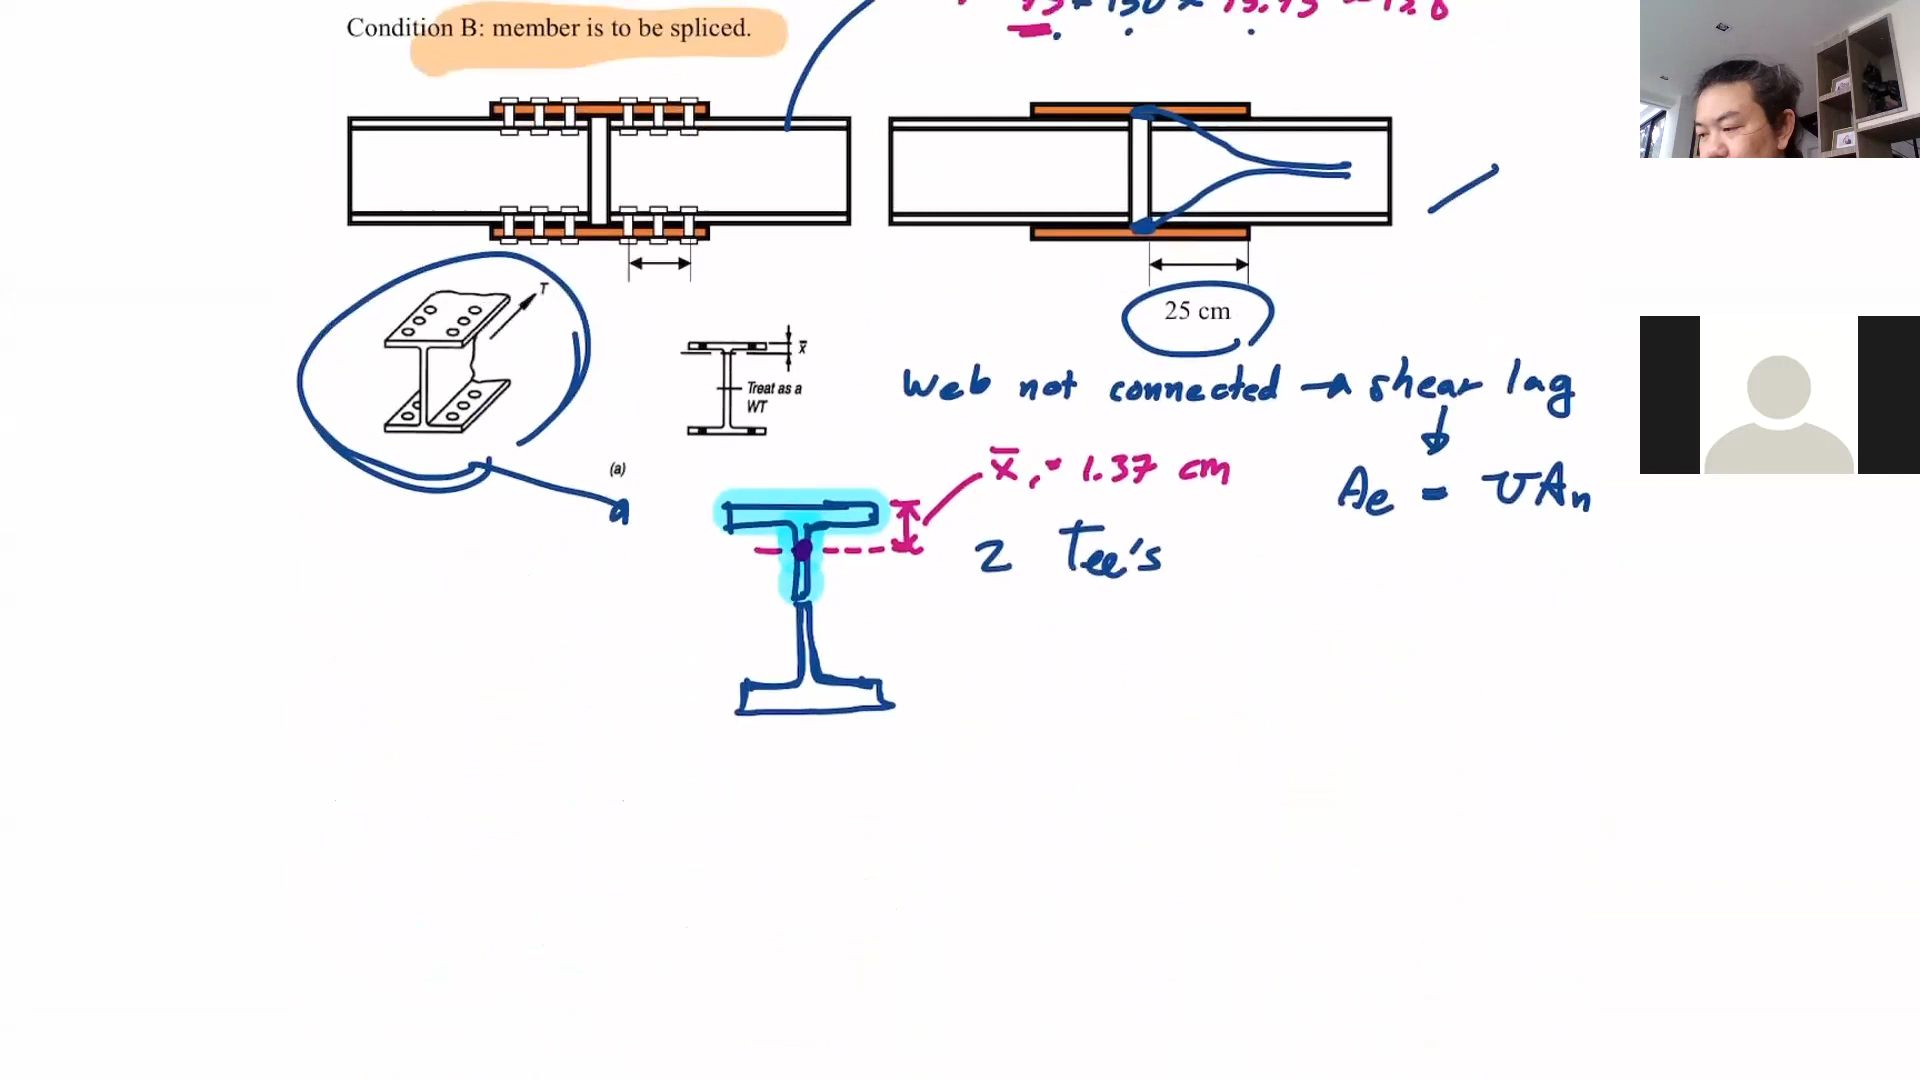 Condition B: member is to be spliced.
25 cm
T
x̄
Treat as a
WT
(a)
Web not connected → shear lag
x̄, = 1.37 cm
Ae = UAn
2 Tee's